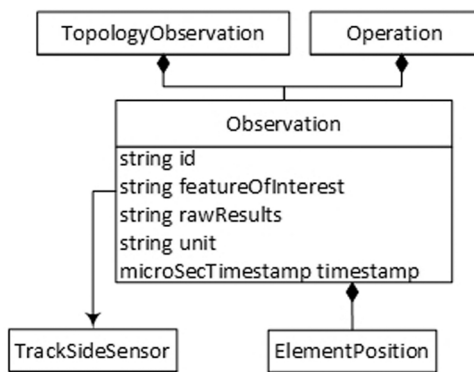 TopologyObservation
Operation
Observation
string id
string featureOfInterest
string rawResults
string unit
microSecTimestamp timestamp
TrackSideSensor
ElementPosition